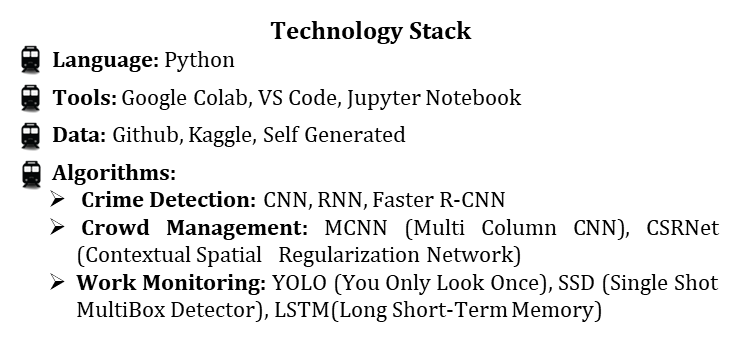 Technology Stack
Language: Python
Tools: Google Colab, VS Code, Jupyter Notebook
Data: Github, Kaggle, Self Generated
Algorithms:
➢ Crime Detection: CNN, RNN, Faster R-CNN
➢ Crowd Management: MCNN (Multi Column CNN), CSRNet
(Contextual Spatial Regularization Network)
➢ Work Monitoring: YOLO (You Only Look Once), SSD (Single Shot
MultiBox Detector), LSTM(Long Short-Term Memory)